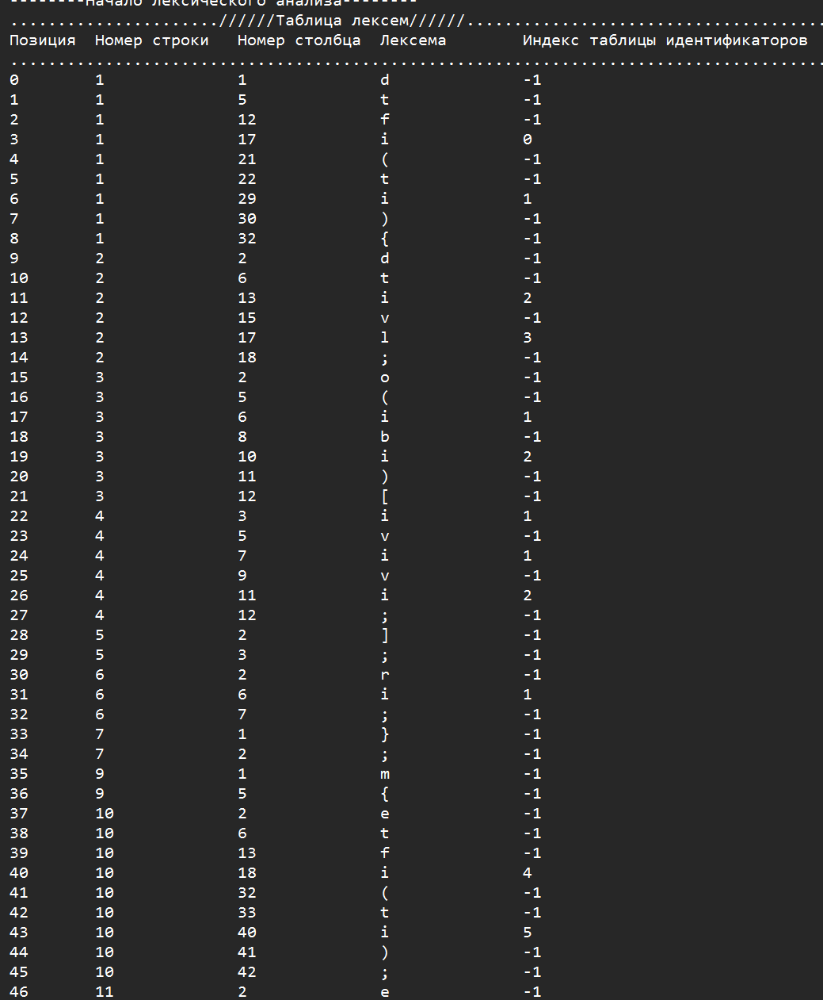 --------Начало лексического анализа--------
......................//////Таблица лексем//////......................................
Позиция Номер строки Номер столбца Лексема Индекс таблицы идентификаторов
......................................................................................
0 1 1 d -1
1 1 5 t -1
2 1 12 f -1
3 1 17 i 0
4 1 21 ( -1
5 1 22 t -1
6 1 29 i 1
7 1 30 ) -1
8 1 32 { -1
9 2 2 d -1
10 2 6 t -1
11 2 13 i 2
12 2 15 v -1
13 2 17 l 3
14 2 18 ; -1
15 3 2 o -1
16 3 5 ( -1
17 3 6 i 1
18 3 8 b -1
19 3 10 i 2
20 3 11 ) -1
21 3 12 [ -1
22 4 3 i 1
23 4 5 v -1
24 4 7 i 1
25 4 9 v -1
26 4 11 i 2
27 4 12 ; -1
28 5 2 ] -1
29 5 3 ; -1
30 6 2 r -1
31 6 6 i 1
32 6 7 ; -1
33 7 1 } -1
34 7 2 ; -1
35 9 1 m -1
36 9 5 { -1
37 10 2 e -1
38 10 6 t -1
39 10 13 f -1
40 10 18 i 4
41 10 32 ( -1
42 10 33 t -1
43 10 40 i 5
44 10 41 ) -1
45 10 42 ; -1
46 11 2 e -1